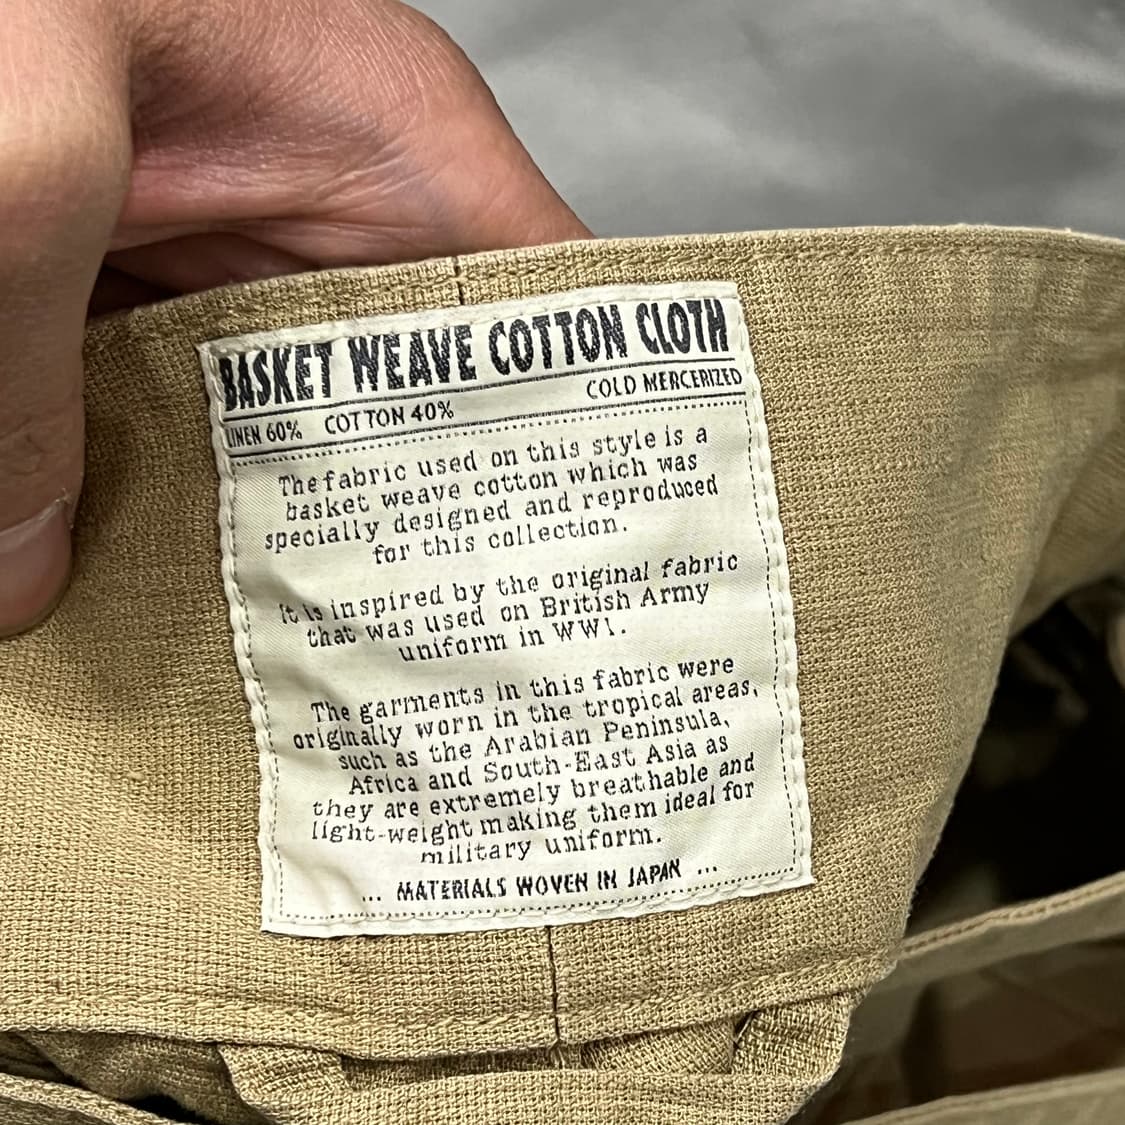 BASKET WEAVE COTTON CLOTH
LINEN 60% COTTON 40% COLD MERCERIZED
The fabric used on this style is a
basket weave cotton which was
specially designed and reproduced
for this collection.
It is inspired by the original fabric
that was used on British Army
uniform in WW1.
The garments in this fabric were
originally worn in the tropical areas,
such as the Arabian Peninsula,
Africa and South-East Asia as
they are extremely breathable and
light-weight making them ideal for
military uniform.
... MATERIALS WOVEN IN JAPAN ...